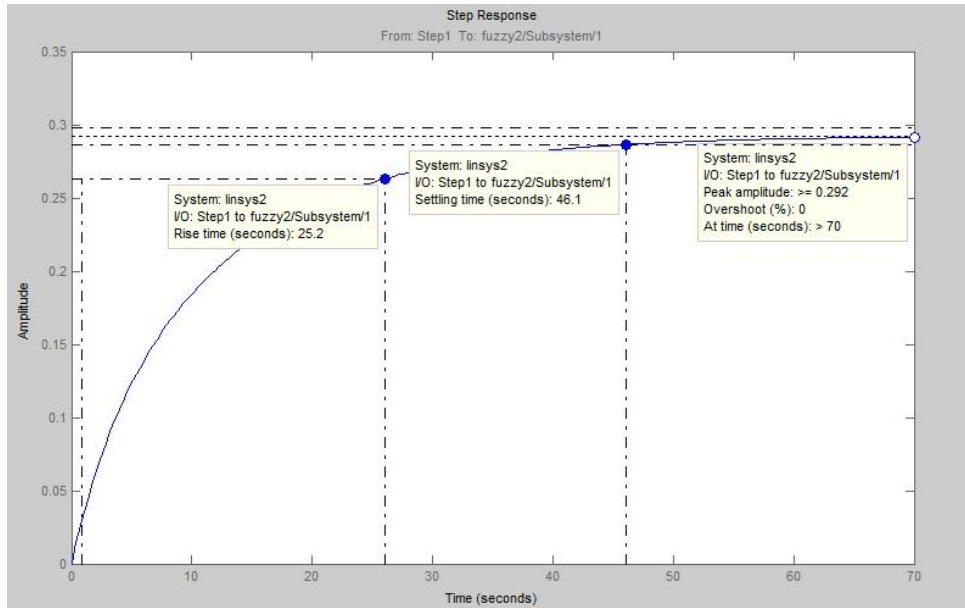 Step Response
From: Step1 To: fuzzy2/Subsystem/1
0.35
0.3
0.25
0.2
0.15
0.1
0.05
0
Amplitude
System: linsys2
I/O: Step1 to fuzzy2/Subsystem/1
Rise time (seconds): 25.2
System: linsys2
I/O: Step1 to fuzzy2/Subsystem/1
Settling time (seconds): 46.1
System: linsys2
I/O: Step1 to fuzzy2/Subsystem/1
Peak amplitude: >= 0.292
Overshoot (%): 0
At time (seconds): > 70
0 10 20 30 40 50 60 70
Time (seconds)